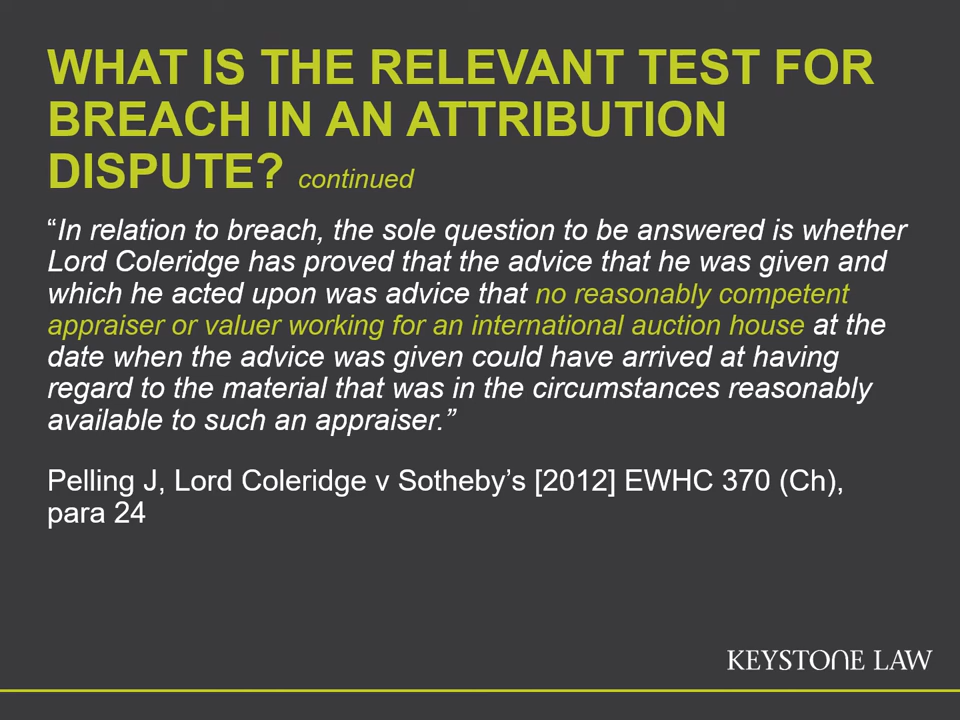 WHAT IS THE RELEVANT TEST FOR
BREACH IN AN ATTRIBUTION
DISPUTE? continued
“In relation to breach, the sole question to be answered is whether
Lord Coleridge has proved that the advice that he was given and
which he acted upon was advice that no reasonably competent
appraiser or valuer working for an international auction house at the
date when the advice was given could have arrived at having
regard to the material that was in the circumstances reasonably
available to such an appraiser.”
Pelling J, Lord Coleridge v Sotheby’s [2012] EWHC 370 (Ch),
para 24
KEYSTONE LAW